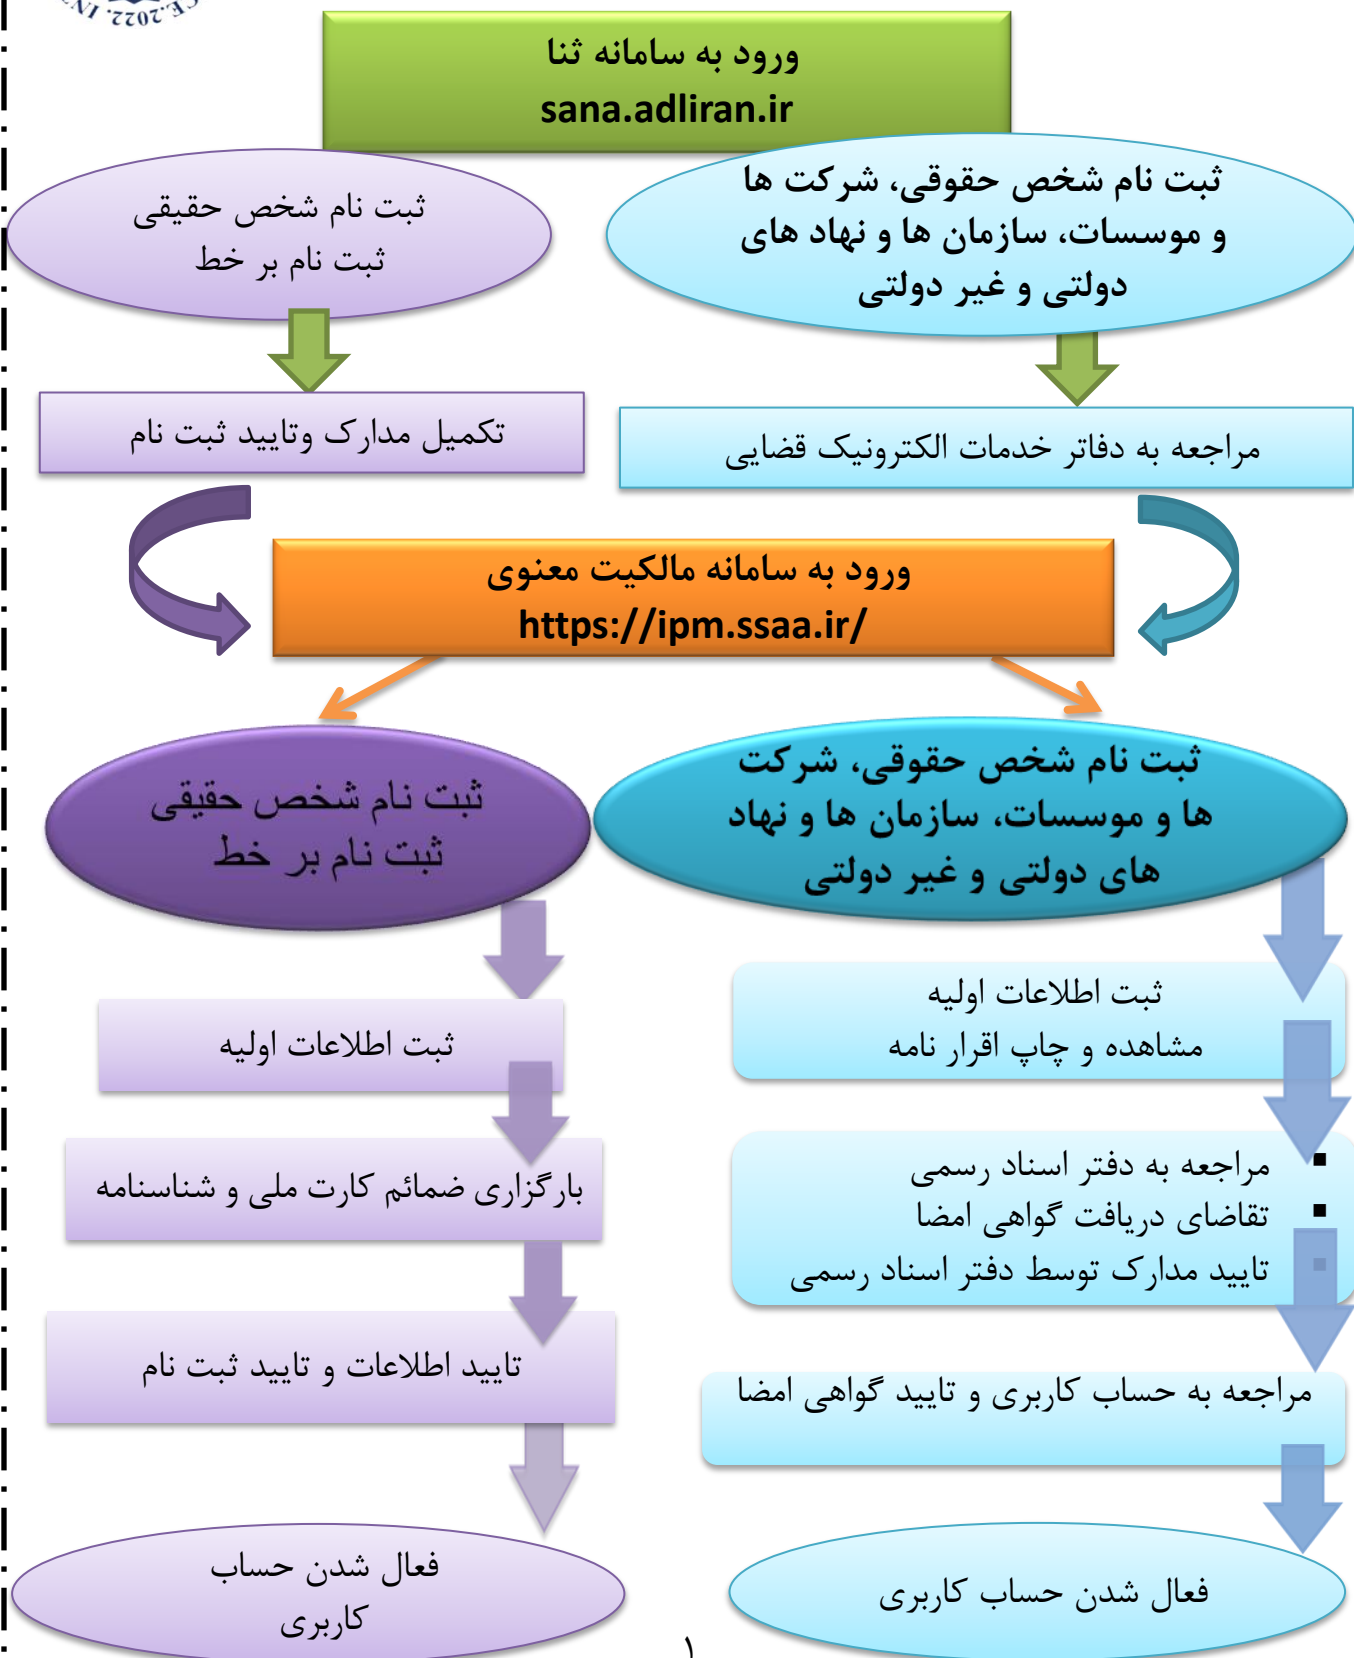 CE.2022. INT
ورود به سامانه ثنا
sana.adliran.ir
ثبت نام شخص حقوقی، شرکت ها
و موسسات، سازمان ها و نهاد های
دولتی و غیر دولتی
ثبت نام شخص حقیقی
ثبت نام بر خط
مراجعه به دفاتر خدمات الکترونیک قضایی
تکمیل مدارک وتایید ثبت نام
ورود به سامانه مالکیت معنوی
https://ipm.ssaa.ir/
ثبت نام شخص حقوقی، شرکت
ها و موسسات، سازمان ها و نهاد
های دولتی و غیر دولتی
ثبت نام شخص حقیقی
ثبت نام بر خط
ثبت اطلاعات اولیه
مشاهده و چاپ اقرار نامه
▪ مراجعه به دفتر اسناد رسمی
▪ تقاضای دریافت گواهی امضا
▪ تایید مدارک توسط دفتر اسناد رسمی
مراجعه به حساب کاربری و تایید گواهی امضا
فعال شدن حساب کاربری
ثبت اطلاعات اولیه
بارگزاری ضمائم کارت ملی و شناسنامه
تایید اطلاعات و تایید ثبت نام
فعال شدن حساب
کاربری
۱